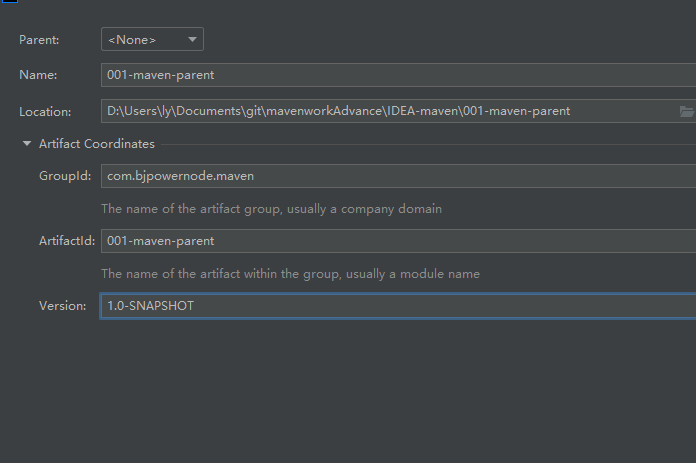 Parent: <None>
Name: 001-maven-parent
Location: D:\Users\ly\Documents\git\mavenworkAdvance\IDEA-maven\001-maven-parent
Artifact Coordinates
GroupId: com.bjpowernode.maven
The name of the artifact group, usually a company domain
ArtifactId: 001-maven-parent
The name of the artifact within the group, usually a module name
Version: 1.0-SNAPSHOT